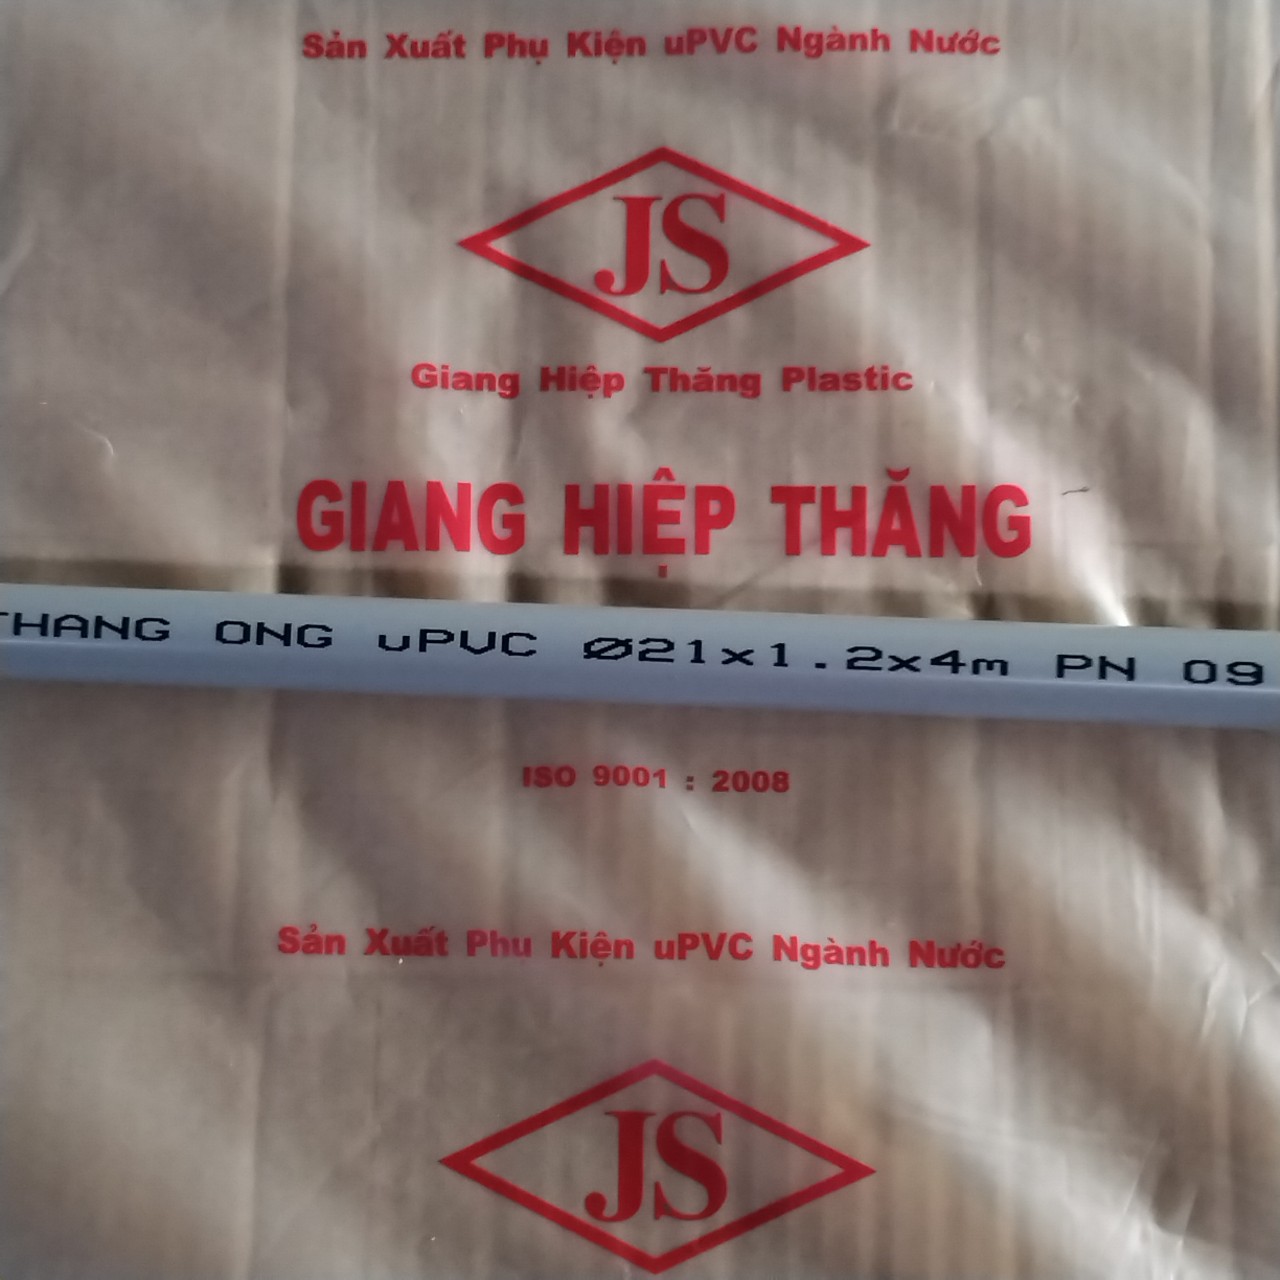 Sản Xuất Phụ Kiện uPVC Ngành Nước
JS
Giang Hiệp Thăng Plastic
GIANG HIỆP THĂNG
THANG ONG uPVC Ø21x1.2x4m PN 09
ISO 9001 : 2008
Sản Xuất Phụ Kiện uPVC Ngành Nước
JS